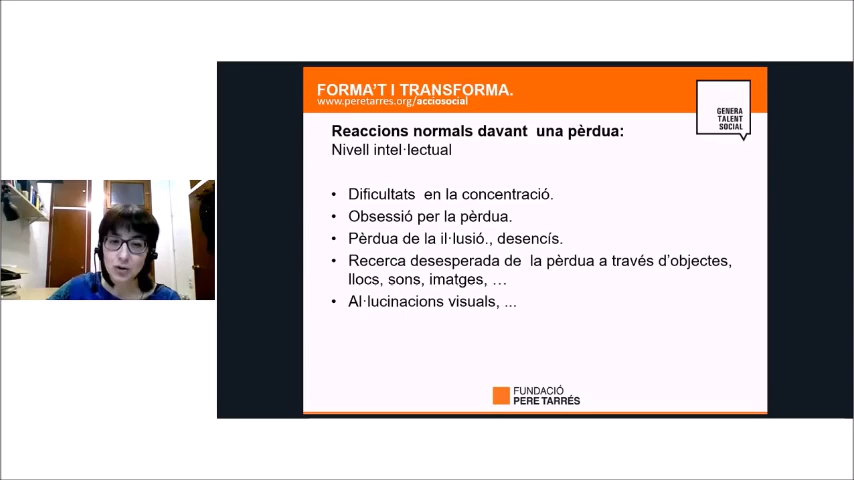 FORMA'T I TRANSFORMA.
www.peretarres.org/acciosocial
GENERA
TALENT
SOCIAL
Reaccions normals davant una pèrdua:
Nivell intel·lectual
• Dificultats en la concentració.
• Obsessió per la pèrdua.
• Pèrdua de la il·lusió., desencís.
• Recerca desesperada de la pèrdua a través d'objectes,
llocs, sons, imatges, …
• Al·lucinacions visuals, ...
FUNDACIÓ
PERE TARRÉS